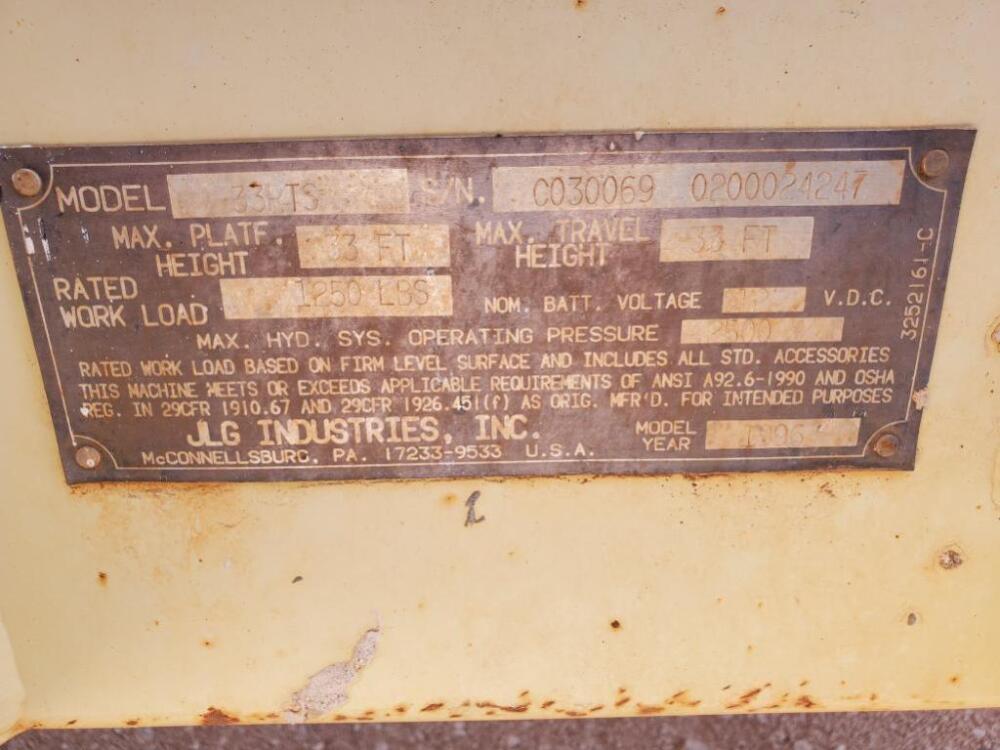 MODEL 33RTS S/N. C030069 0200024247
MAX. PLATF. HEIGHT 33 FT MAX. TRAVEL HEIGHT 33 FT
RATED WORK LOAD 1250 LBS NOM. BATT. VOLTAGE 12 V.D.C.
MAX. HYD. SYS. OPERATING PRESSURE 2500
RATED WORK LOAD BASED ON FIRM LEVEL SURFACE AND INCLUDES ALL STD. ACCESSORIES
THIS MACHINE MEETS OR EXCEEDS APPLICABLE REQUIREMENTS OF ANSI A92.6-1990 AND OSHA
REG. IN 29CFR 1910.67 AND 29CFR 1926.451(f) AS ORIG. MFR'D. FOR INTENDED PURPOSES
JLG INDUSTRIES, INC. MODEL YEAR 1996
McCONNELLSBURG, PA. 17233-9533 U.S.A.
3252161-C